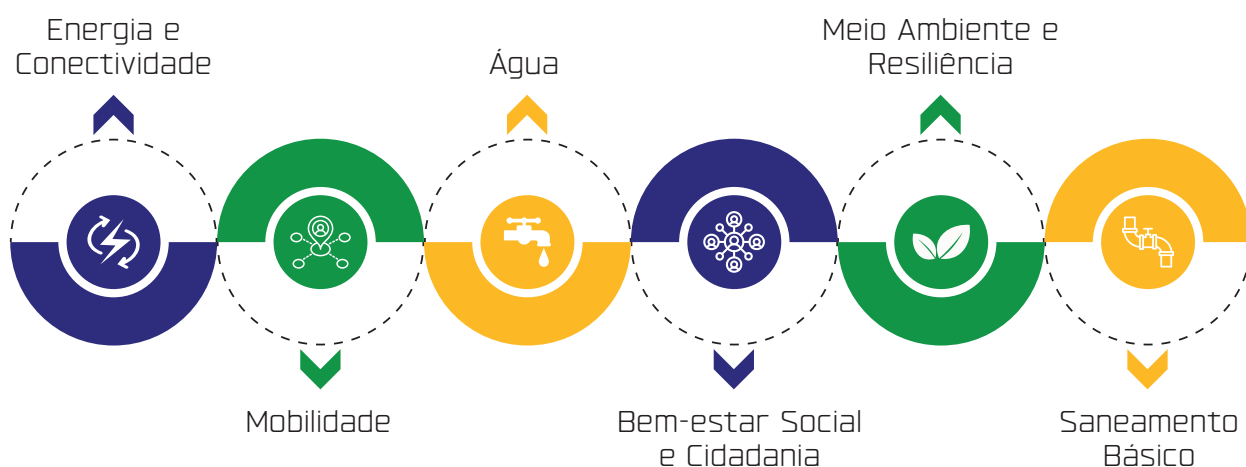 Energia e
Conectividade
Mobilidade
Água
Bem-estar Social
e Cidadania
Meio Ambiente e
Resiliência
Saneamento
Básico